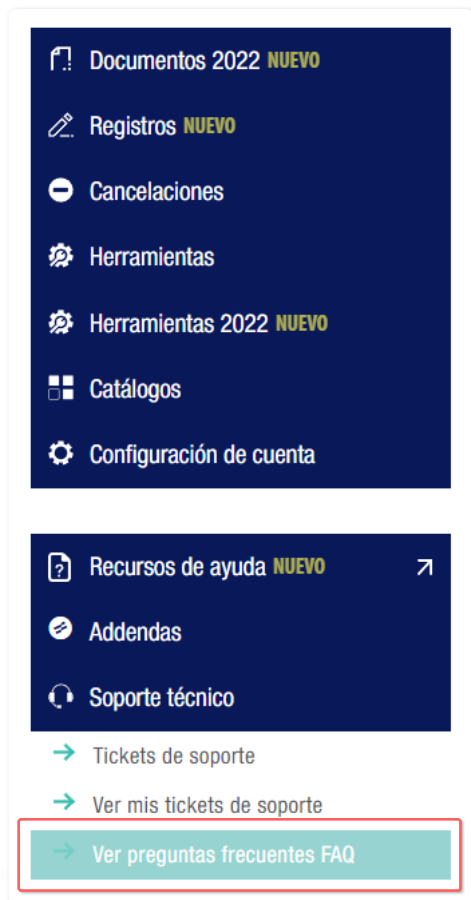 Documentos 2022 NUEVO
Registros NUEVO
Cancelaciones
Herramientas
Herramientas 2022 NUEVO
Catálogos
Configuración de cuenta
Recursos de ayuda NUEVO
Addendas
Soporte técnico
Tickets de soporte
Ver mis tickets de soporte
Ver preguntas frecuentes FAQ